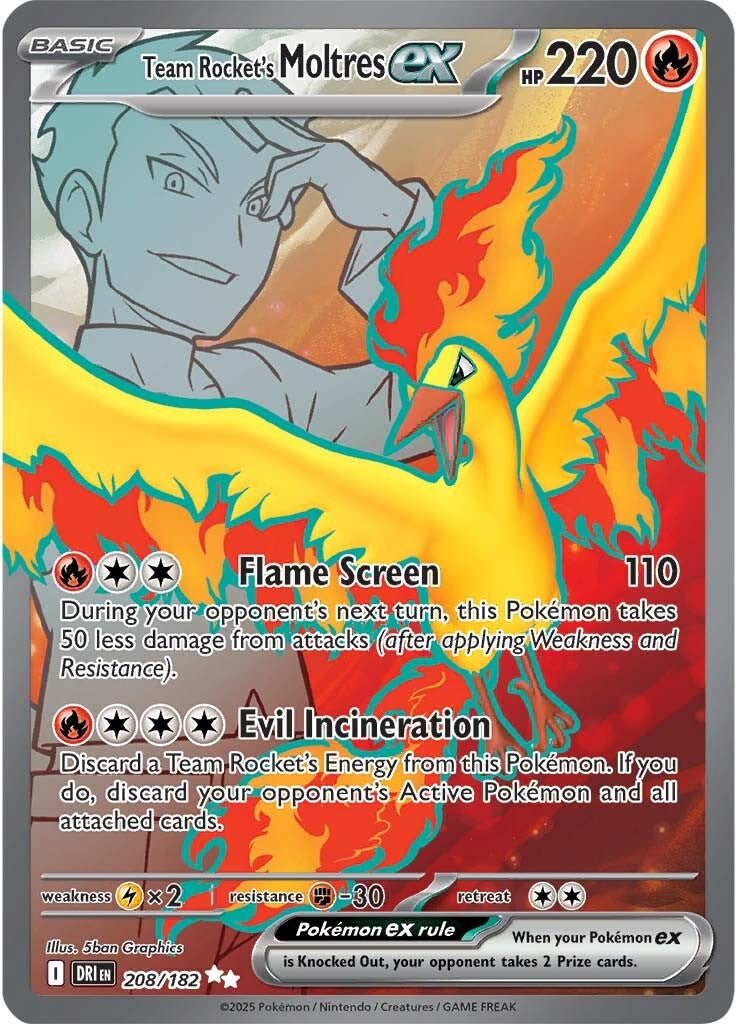 BASIC
Team Rocket's Moltres ex HP 220
Flame Screen 110
During your opponent's next turn, this Pokémon takes
50 less damage from attacks (after applying Weakness and
Resistance).
Evil Incineration
Discard a Team Rocket's Energy from this Pokémon. If you
do, discard your opponent's Active Pokémon and all
attached cards.
weakness ×2 resistance -30 retreat
Illus. 5ban Graphics
Pokémon ex rule When your Pokémon ex
is Knocked Out, your opponent takes 2 Prize cards.
I DRI EN 208/182
©2025 Pokémon / Nintendo / Creatures / GAME FREAK